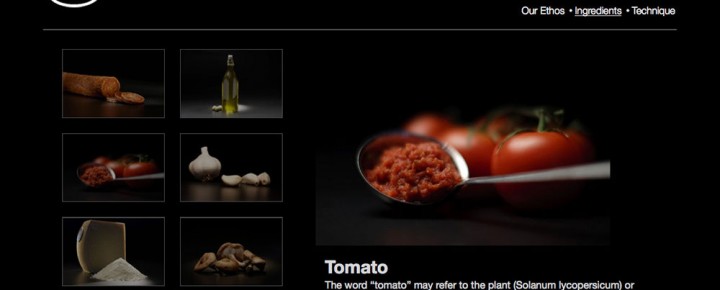 Our Ethos • Ingredients • Technique
Tomato
The word “tomato” may refer to the plant (Solanum lycopersicum) or